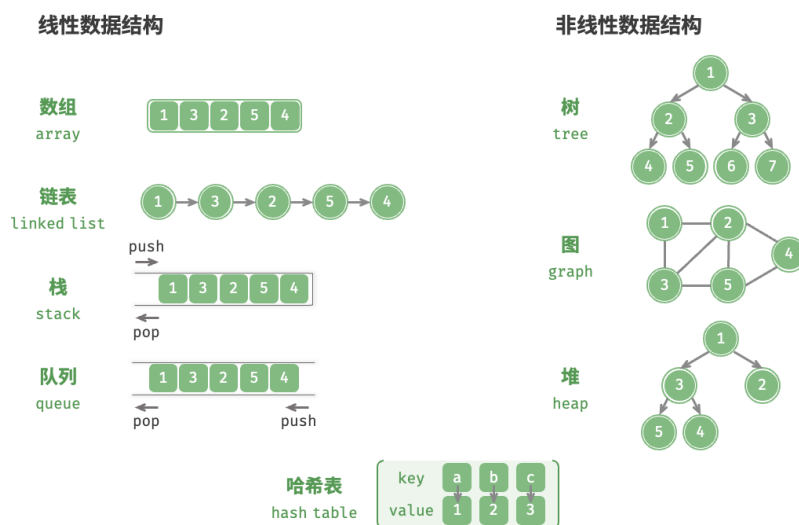 线性数据结构
数组
array
1 3 2 5 4
链表
linked list
1 3 2 5 4
栈
stack
push
1 3 2 5 4
pop
队列
queue
1 3 2 5 4
pop push
非线性数据结构
树
tree
1
2 3
4 5 6 7
图
graph
1 2
4
3 5
堆
heap
1
3 2
5 4
哈希表
hash table
key a b c
value 1 2 3